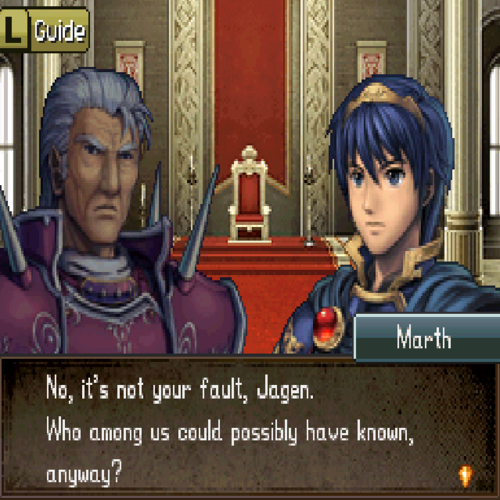 L Guide
Marth
No, it's not your fault, Jagen.
Who among us could possibly have known,
anyway?